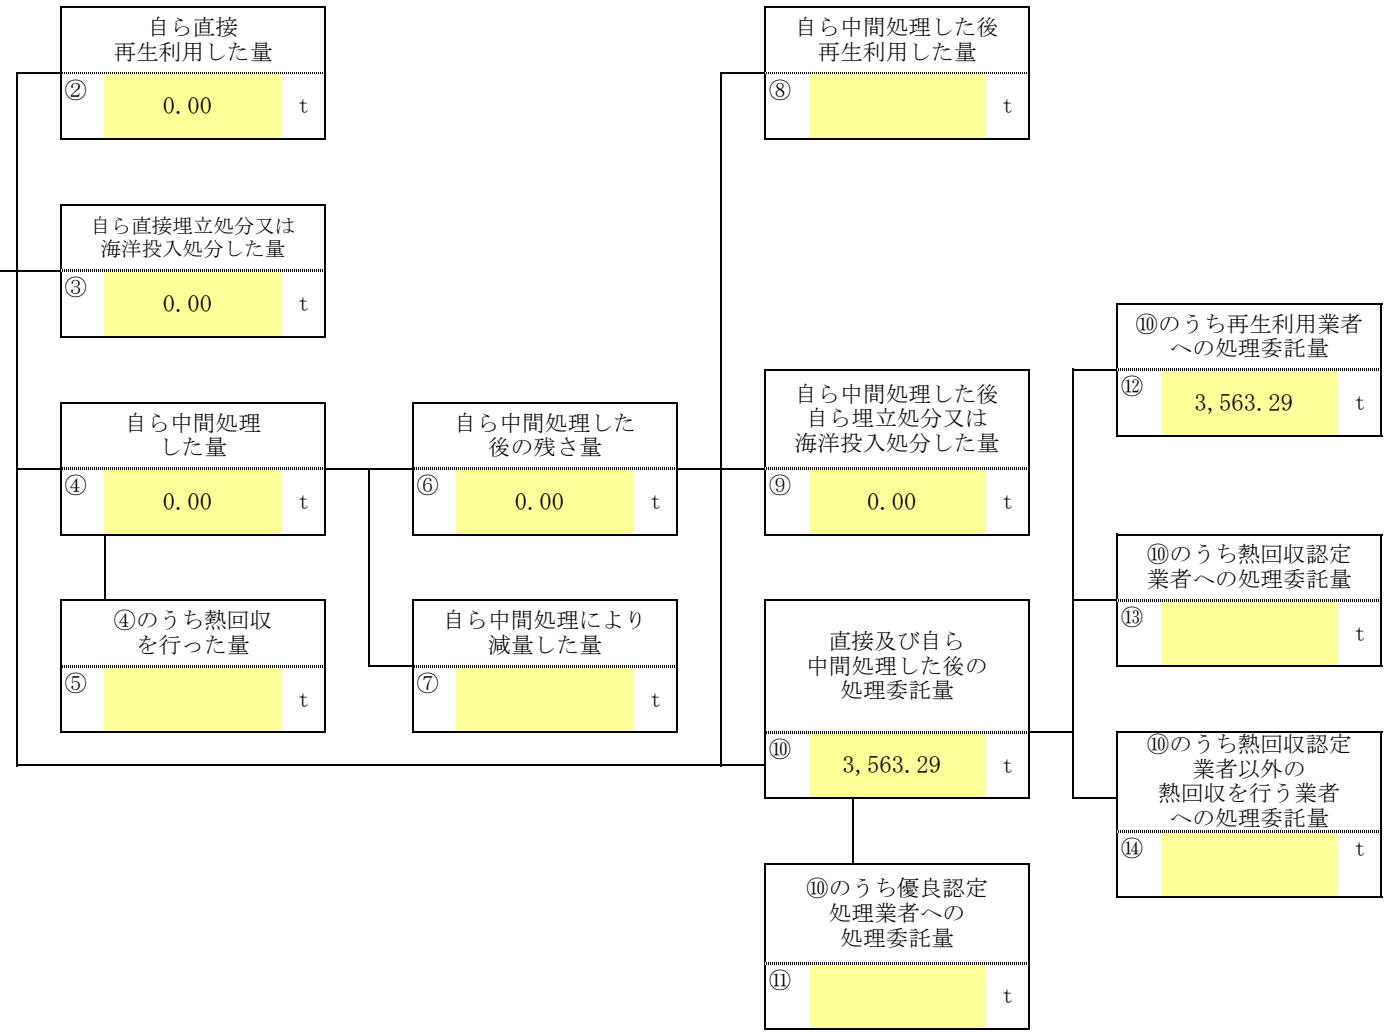 自ら直接
再生利用した量
②
0.00
t
自ら中間処理した後
再生利用した量
⑧
t
自ら直接埋立処分又は
海洋投入処分した量
③
0.00
t
⑩のうち再生利用業者
への処理委託量
⑫
3,563.29
t
自ら中間処理
した量
④
0.00
t
自ら中間処理した
後の残さ量
⑥
0.00
t
自ら中間処理した後
自ら埋立処分又は
海洋投入処分した量
⑨
0.00
t
⑩のうち熱回収認定
業者への処理委託量
⑬
t
④のうち熱回収
を行った量
⑤
t
自ら中間処理により
減量した量
⑦
t
直接及び自ら
中間処理した後の
処理委託量
⑩
3,563.29
t
⑩のうち熱回収認定
業者以外の
熱回収を行う業者
への処理委託量
⑭
t
⑩のうち優良認定
処理業者への
処理委託量
⑪
t